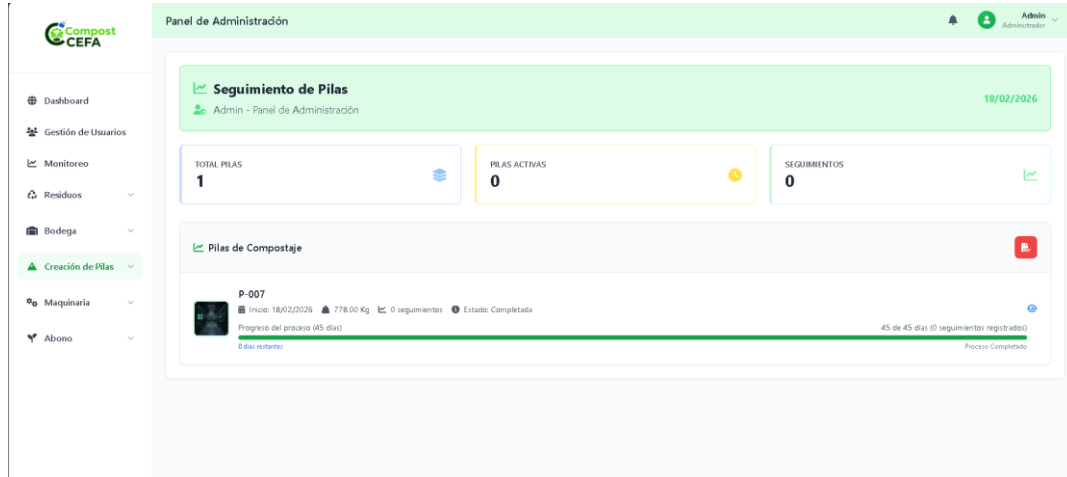 Compost
CEFA
Panel de Administración
Admin
Administrador
Dashboard
Gestión de Usuarios
Monitoreo
Residuos
Bodega
Creación de Pilas
Maquinaria
Abono
Seguimiento de Pilas
Admin - Panel de Administración
18/02/2026
TOTAL PILAS
1
PILAS ACTIVAS
0
SEGUIMIENTOS
0
Pilas de Compostaje
P-007
Inicio: 18/02/2026 778.00 Kg 0 seguimientos Estado: Completada
Progreso del proceso (45 días) 45 de 45 días (0 seguimientos registrados)
0 días restantes Proceso Completado